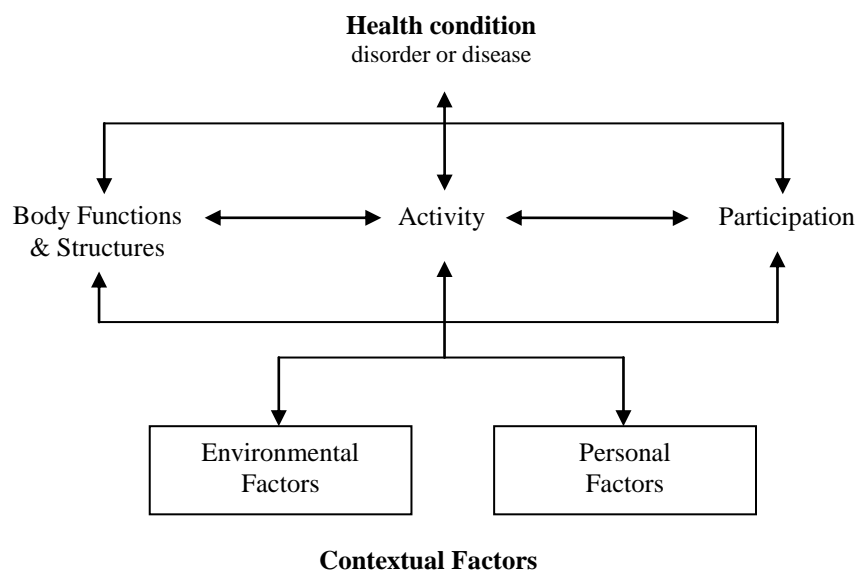 Health condition
disorder or disease
Body Functions
& Structures
Activity
Participation
Environmental
Factors
Personal
Factors
Contextual Factors